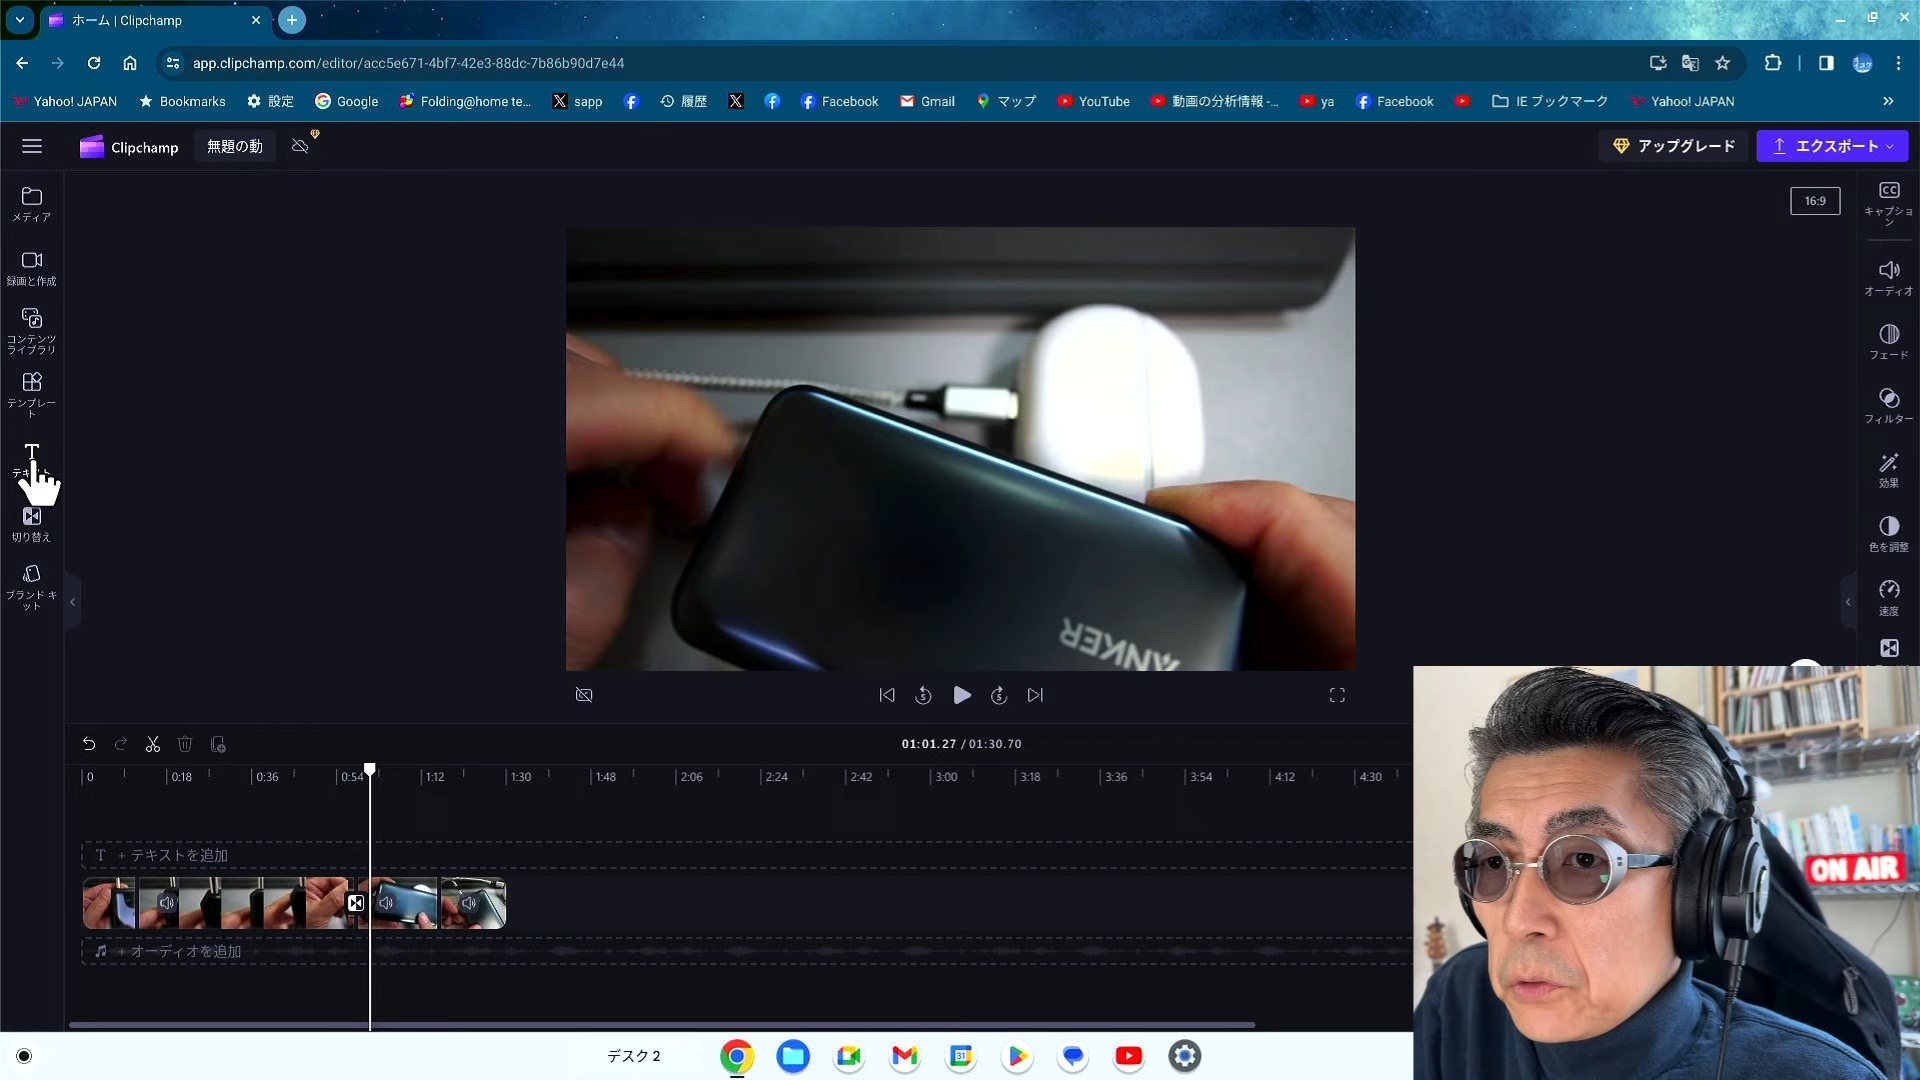 ホーム | Clipchamp
app.clipchamp.com/editor/acc5e671-4bf7-42e3-88dc-7b86b90d7e44
Yahoo! JAPAN
Bookmarks
設定
Google
Folding@home te...
sapp
履歴
Facebook
Gmail
マップ
YouTube
動画の分析情報 -...
ya
Facebook
IE ブックマーク
Yahoo! JAPAN
Clipchamp
無題の動
アップグレード
エクスポート
メディア
録画と作成
コンテンツ
ライブラリ
テンプレー
ト
切り替え
ブランド キ
ット
16:9
CC
キャプショ
ン
オーディオ
フェード
フィルター
効果
色を調整
速度
ANKER
5
5
01:01.27 / 01:30.70
0
0:18
0:36
0:54
1:12
1:30
1:48
2:06
2:24
2:42
3:00
3:18
3:36
3:54
4:12
4:30
T + テキストを追加
+ オーディオを追加
ON AIR
デスク 2
31